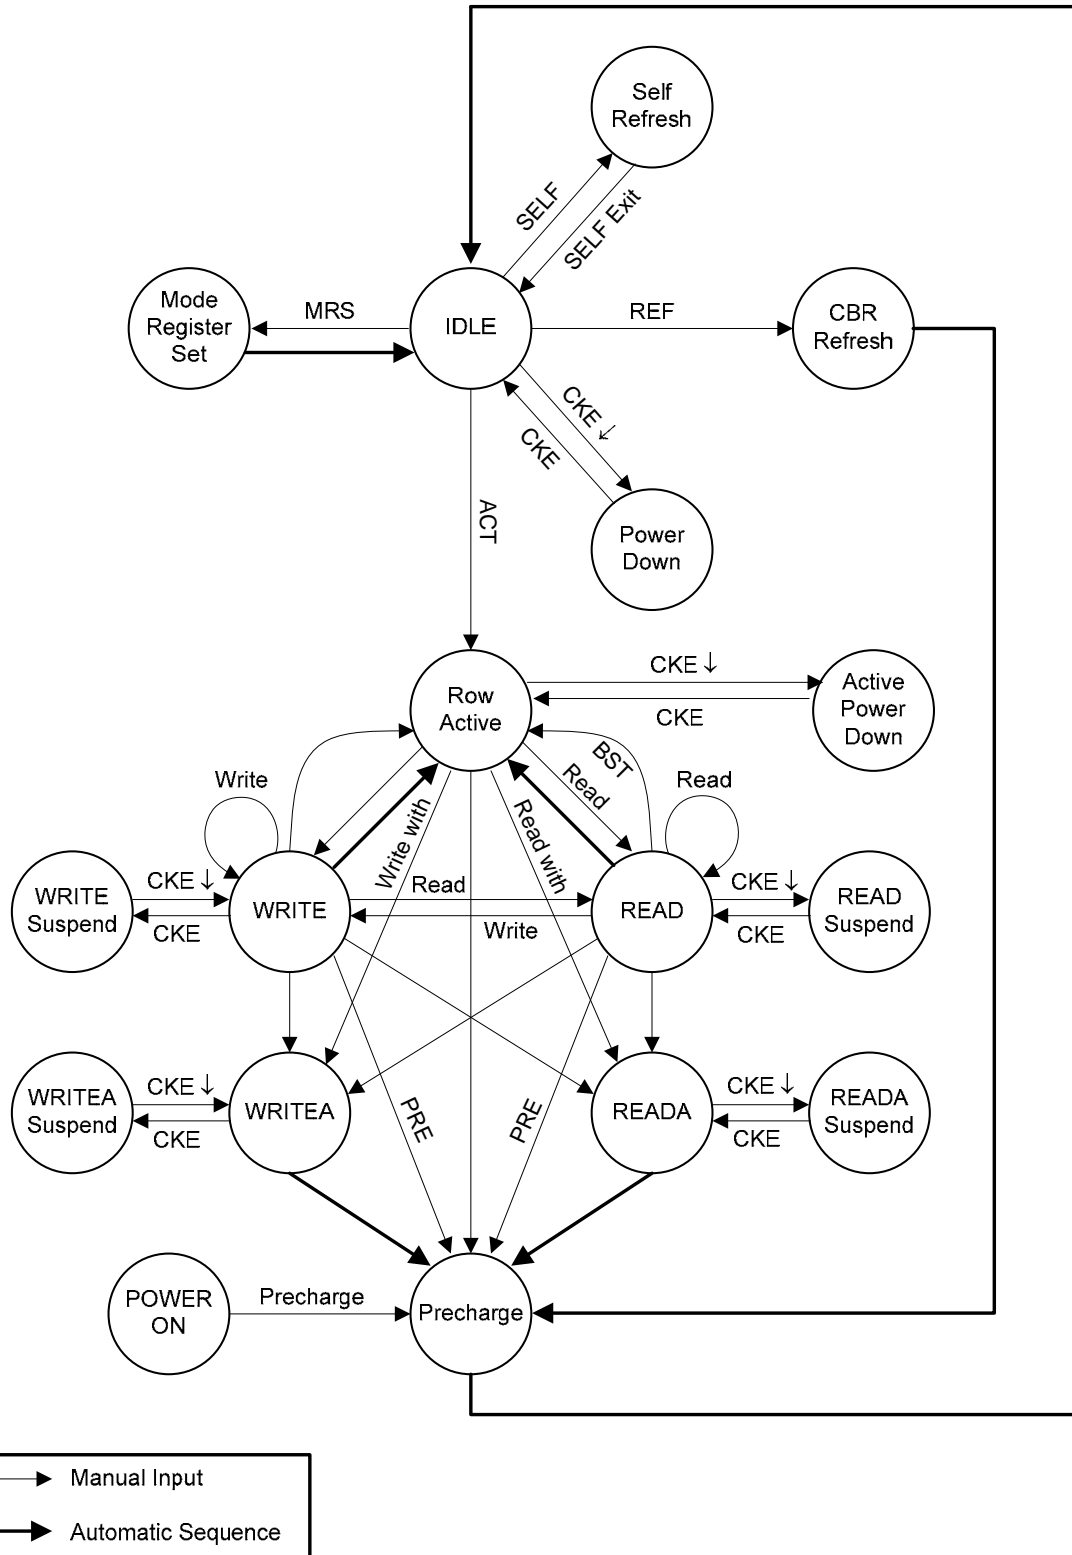 Self
Refresh
SELF
SELF Exit
Mode
Register
Set
MRS
IDLE
REF
CBR
Refresh
CKE ↓
CKE
Power
Down
ACT
Row
Active
CKE ↓
CKE
Active
Power
Down
BST
Read
Write
Read
Write with
Read with
WRITE
Suspend
CKE ↓
CKE
WRITE
Read
Write
READ
CKE ↓
CKE
READ
Suspend
WRITEA
Suspend
CKE ↓
CKE
WRITEA
PRE
PRE
READA
CKE ↓
CKE
READA
Suspend
POWER
ON
Precharge
Precharge
Manual Input
Automatic Sequence